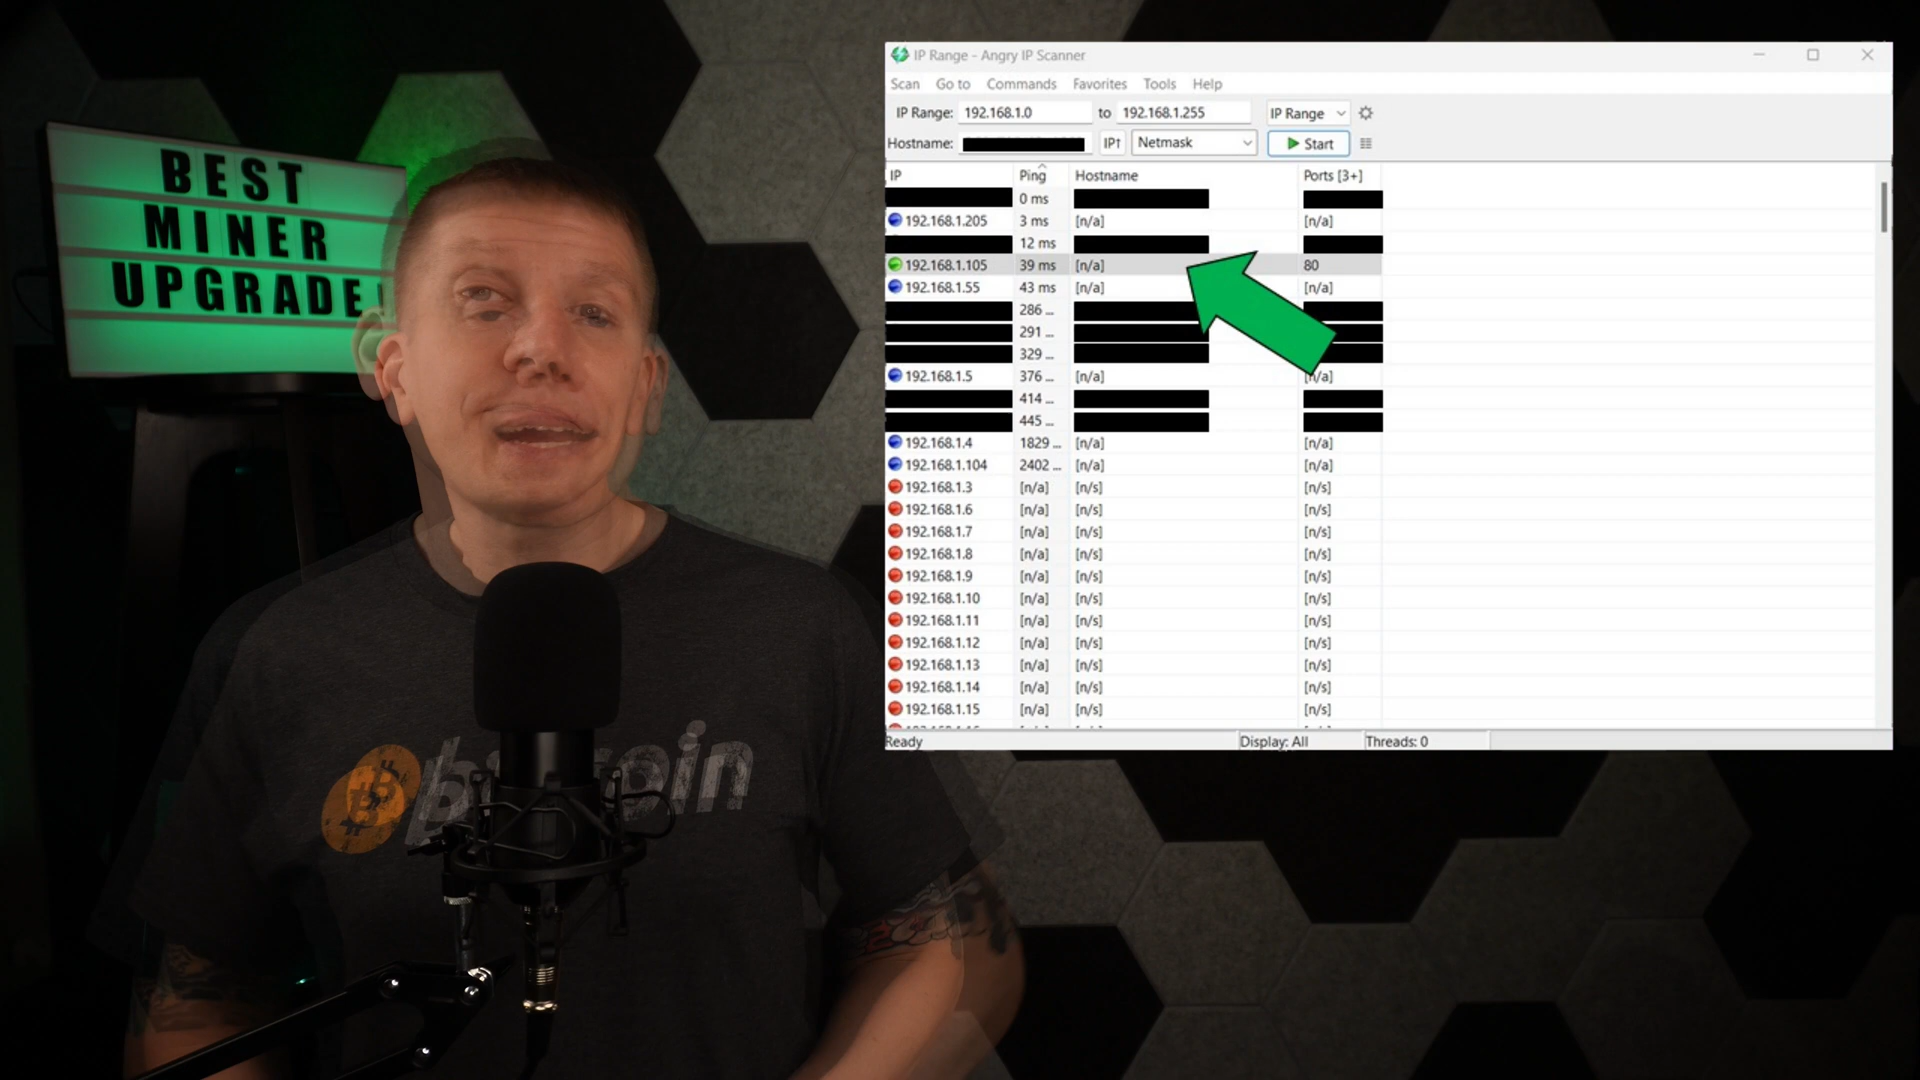 BEST
MINER
UPGRADE!
bitcoin
IP Range - Angry IP Scanner
Scan Go to Commands Favorites Tools Help
IP Range: 192.168.1.0 to 192.168.1.255 IP Range
Hostname: IP↑ Netmask Start
IP Ping Hostname Ports [3+]
0 ms
192.168.1.205 3 ms [n/a] [n/a]
12 ms
192.168.1.105 39 ms [n/a] 80
192.168.1.55 43 ms [n/a] [n/a]
286 ...
291 ...
329 ...
192.168.1.5 376 ... [n/a] [n/a]
414 ...
445 ...
192.168.1.4 1829 ... [n/a] [n/a]
192.168.1.104 2402 ... [n/a] [n/a]
192.168.1.3 [n/a] [n/s] [n/s]
192.168.1.6 [n/a] [n/s] [n/s]
192.168.1.7 [n/a] [n/s] [n/s]
192.168.1.8 [n/a] [n/s] [n/s]
192.168.1.9 [n/a] [n/s] [n/s]
192.168.1.10 [n/a] [n/s] [n/s]
192.168.1.11 [n/a] [n/s] [n/s]
192.168.1.12 [n/a] [n/s] [n/s]
192.168.1.13 [n/a] [n/s] [n/s]
192.168.1.14 [n/a] [n/s] [n/s]
192.168.1.15 [n/a] [n/s] [n/s]
Ready Display: All Threads: 0